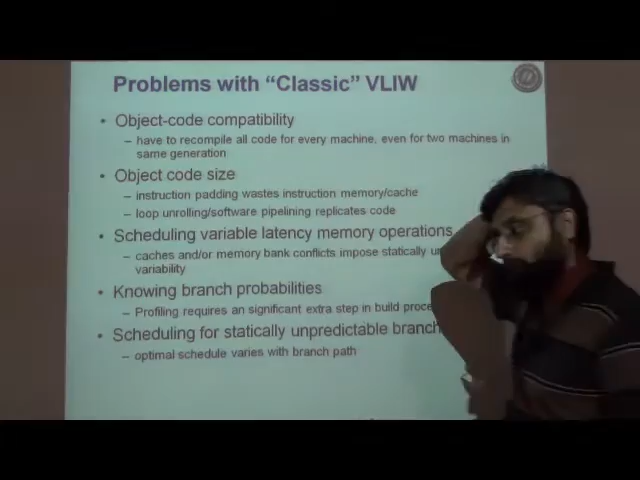 Problems with “Classic” VLIW
• Object-code compatibility
– have to recompile all code for every machine, even for two machines in
same generation
• Object code size
– instruction padding wastes instruction memory/cache
– loop unrolling/software pipelining replicates code
• Scheduling variable latency memory operations
– caches and/or memory bank conflicts impose statically
variability
• Knowing branch probabilities
– Profiling requires an significant extra step in build
• Scheduling for statically unpredictable branch
– optimal schedule varies with branch path